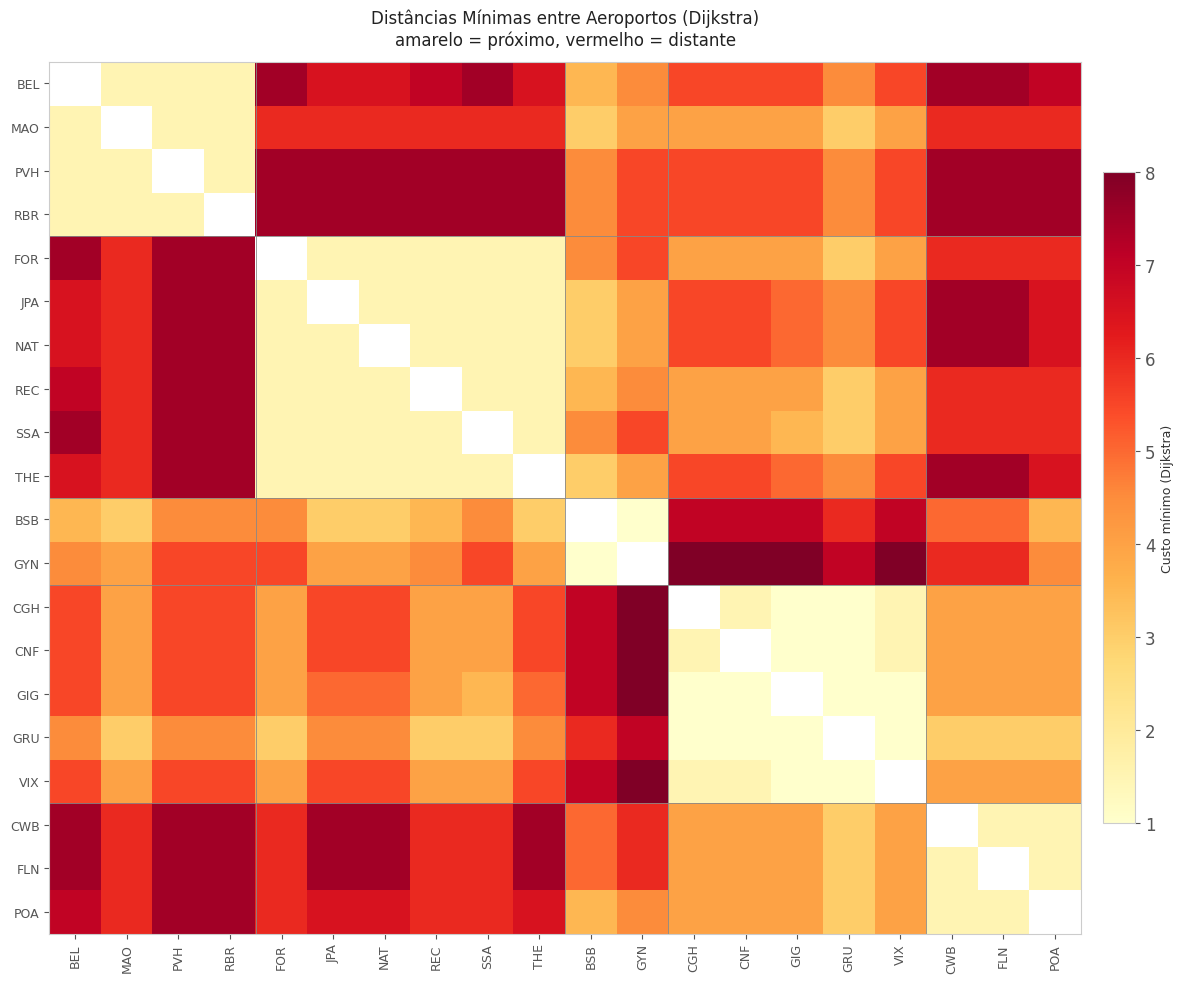 Distâncias Mínimas entre Aeroportos (Dijkstra)
amarelo = próximo, vermelho = distante
BEL
MAO
PVH
RBR
FOR
JPA
NAT
REC
SSA
THE
BSB
GYN
CGH
CNF
GIG
GRU
VIX
CWB
FLN
POA
BEL
MAO
PVH
RBR
FOR
JPA
NAT
REC
SSA
THE
BSB
GYN
CGH
CNF
GIG
GRU
VIX
CWB
FLN
POA
8
7
6
5
4
3
2
1
Custo mínimo (Dijkstra)